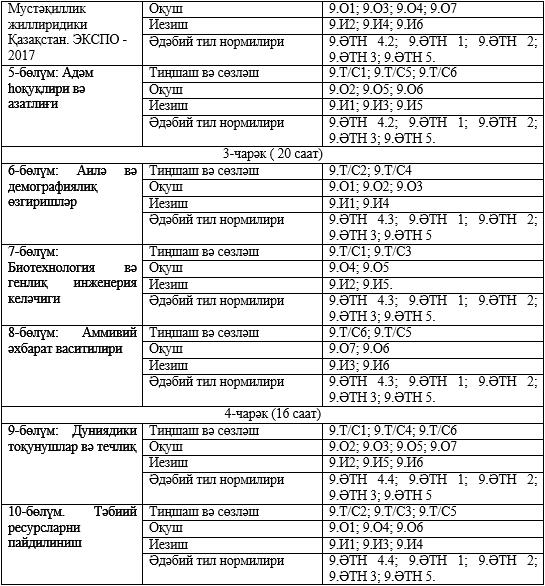 Мустәқиллик Оқуш 9.О1; 9.О3; 9.О4; 9.О7
жиллиридики Иезиш 9.И2; 9.И4; 9.И6
Қазақстан. ЭКСПО - Әдәбий тил нормилири 9.ӘТН 4.2; 9.ӘТН 1; 9.ӘТН 2;
2017 9.ӘТН 3; 9.ӘТН 5.
5-бөлүм: Адәм Тиңшаш вә сөзләш 9.Т/С1; 9.Т/С5; 9.Т/С6
һоқуқлири вә Оқуш 9.О2; 9.О5; 9.О6
азатлиғи Иезиш 9.И1; 9.И3; 9.И5
Әдәбий тил нормилири 9.ӘТН 4.2; 9.ӘТН 1; 9.ӘТН 2;
9.ӘТН 3; 9.ӘТН 5.
3-чарәк ( 20 саат)
6-бөлүм: Аилә вә Тиңшаш вә сөзләш 9.Т/С2; 9.Т/С4
демографиялиқ Оқуш 9.О1; 9.О2; 9.О3
өзгиришләр Иезиш 9.И1; 9.И4
Әдәбий тил нормилири 9.ӘТН 4.3; 9.ӘТН 1; 9.ӘТН 2;
9.ӘТН 3; 9.ӘТН 5
7-бөлүм: Тиңшаш вә сөзләш 9.Т/С1; 9.Т/С3
Биотехнология вә Оқуш 9.О4; 9.О5
генлиқ инженерия Иезиш 9.И2; 9.И5.
келәчиги Әдәбий тил нормилири 9.ӘТН 4.3; 9.ӘТН 1; 9.ӘТН 2;
9.ӘТН 3; 9.ӘТН 5.
8-бөлүм: Аммивий Тиңшаш вә сөзләш 9.Т/С6; 9.Т/С5
әхбарат васитилири Оқуш 9.О7; 9.О6
Иезиш 9.И3; 9.И6
Әдәбий тил нормилири 9.ӘТН 4.3; 9.ӘТН 1; 9.ӘТН 2;
9.ӘТН 3; 9.ӘТН 5.
4-чарәк (16 саат)
9-бөлүм: Дуниядики Тиңшаш вә сөзләш 9.Т/С1; 9.Т/С4; 9.Т/С6
тоқунушлар вә течлиқ Оқуш 9.О2; 9.О3; 9.О5; 9.О7
Иезиш 9.И2; 9.И5; 9.И6
Әдәбий тил нормилири 9.ӘТН 4.4; 9.ӘТН 1; 9.ӘТН 2;
9.ӘТН 3; 9.ӘТН 5
10-бөлүм. Тәбиий Тиңшаш вә сөзләш 9.Т/С2; 9.Т/С3; 9.Т/С5
ресурсларни Оқуш 9.О1; 9.О4; 9.О6
пайдилиниш Иезиш 9.И1; 9.И3; 9.И4
Әдәбий тил нормилири 9.ӘТН 4.4; 9.ӘТН 1; 9.ӘТН 2;
9.ӘТН 3; 9.ӘТН 5.